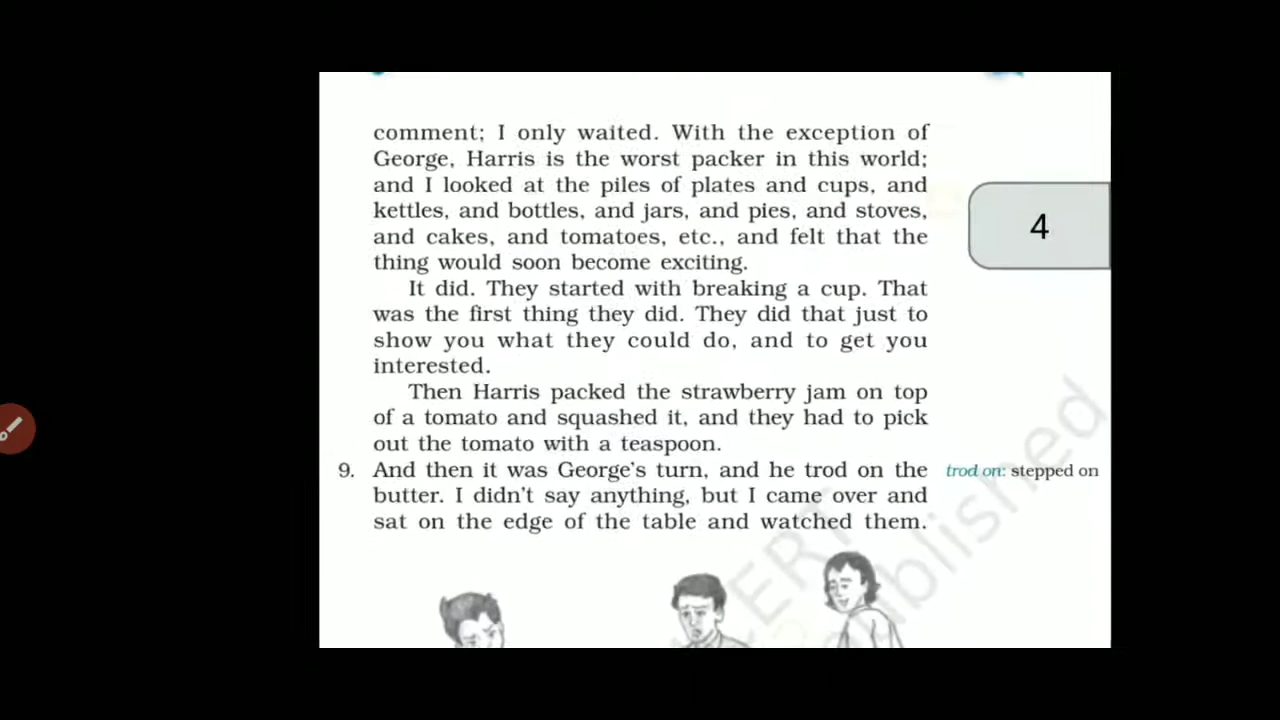 comment; I only waited. With the exception of
George, Harris is the worst packer in this world;
and I looked at the piles of plates and cups, and
kettles, and bottles, and jars, and pies, and stoves,
and cakes, and tomatoes, etc., and felt that the
thing would soon become exciting.
It did. They started with breaking a cup. That
was the first thing they did. They did that just to
show you what they could do, and to get you
interested.
Then Harris packed the strawberry jam on top
of a tomato and squashed it, and they had to pick
out the tomato with a teaspoon.
9. And then it was George's turn, and he trod on the
butter. I didn't say anything, but I came over and
sat on the edge of the table and watched them.
trod on: stepped on
4